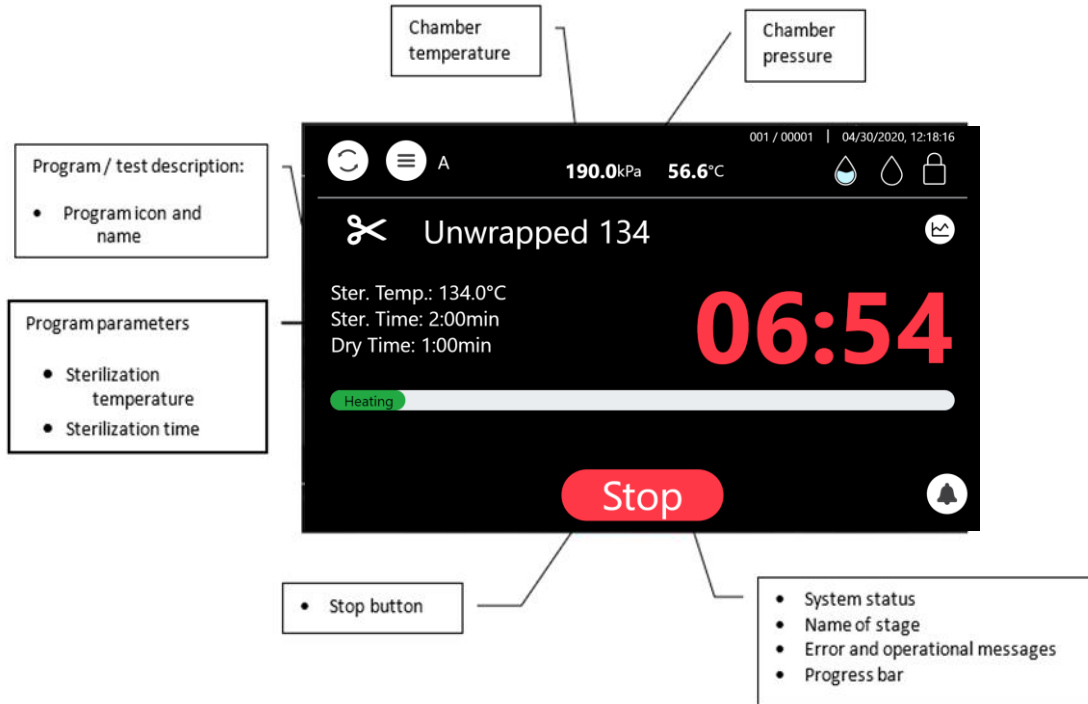 Chamber
temperature
Chamber
pressure
Program / test description:
• Program icon and
name
Program parameters
• Sterilization
temperature
• Sterilization time
001 / 00001 | 04/30/2020, 12:18:16
A
190.0kPa 56.6°C
Unwrapped 134
Ster. Temp.: 134.0°C
Ster. Time: 2:00min
Dry Time: 1:00min
06:54
Heating
Stop
• Stop button
• System status
• Name of stage
• Error and operational messages
• Progress bar